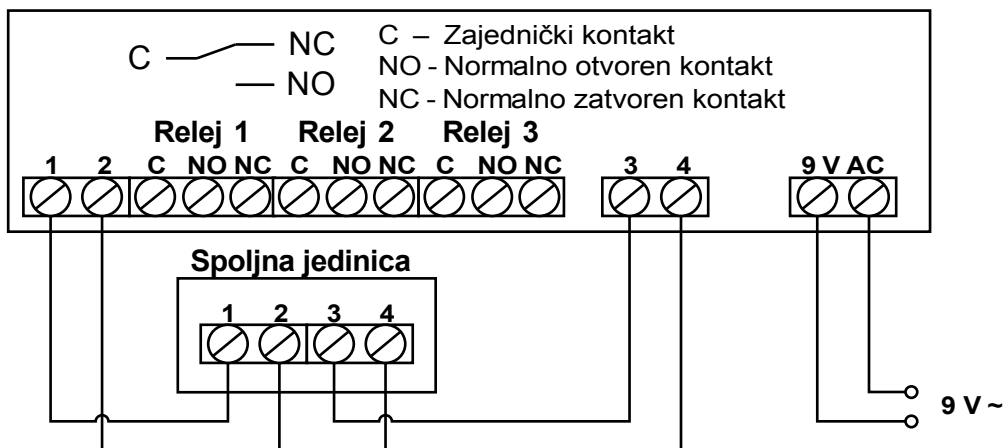 C NC C – Zajednički kontakt
NO NO - Normalno otvoren kontakt
NC - Normalno zatvoren kontakt
Relej 1 Relej 2 Relej 3
1 2 C NO NC C NO NC C NO NC 3 4 9 V AC
Spoljna jedinica
1 2 3 4
9 V ~